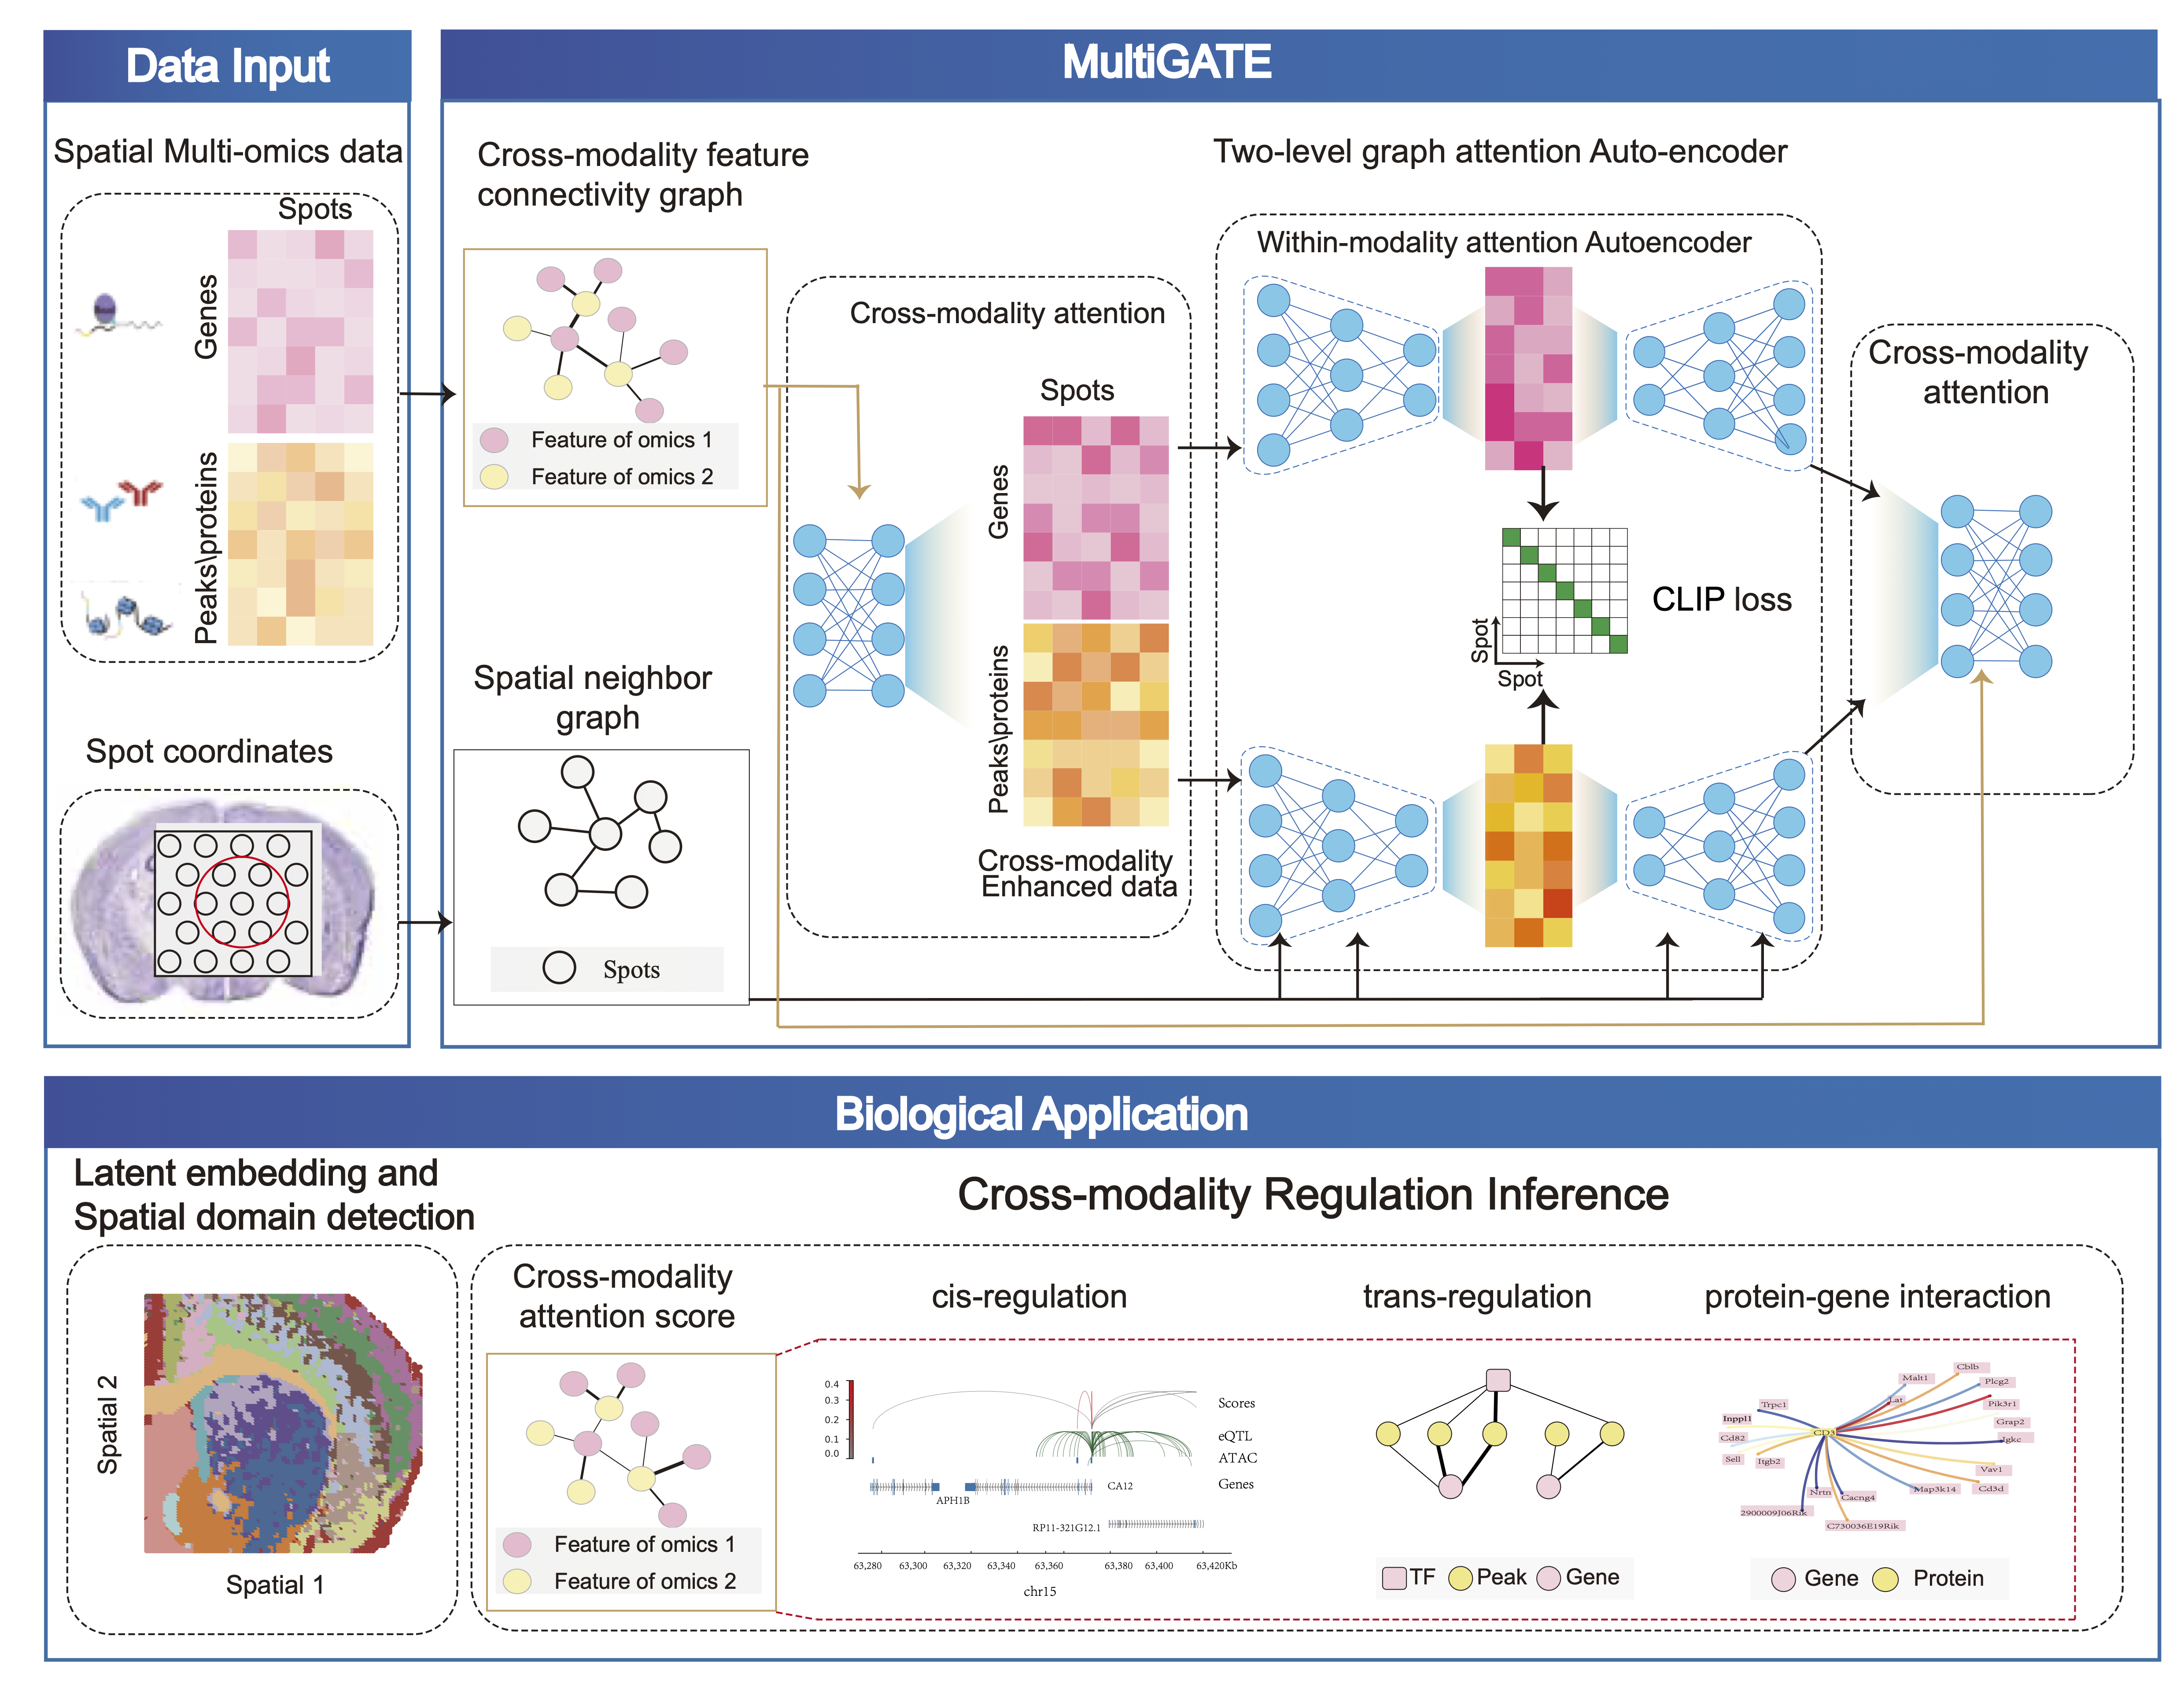 Data Input
Spatial Multi-omics data
Spots
Genes
Peaks\proteins
Spot coordinates
MultiGATE
Cross-modality feature
connectivity graph
Feature of omics 1
Feature of omics 2
Spatial neighbor
graph
Spots
Cross-modality attention
Spots
Genes
Peaks\proteins
Cross-modality
Enhanced data
Two-level graph attention Auto-encoder
Within-modality attention Autoencoder
CLIP loss
Spot
Spot
Cross-modality
attention
Biological Application
Latent embedding and
Spatial domain detection
Spatial 2
Spatial 1
Cross-modality Regulation Inference
Cross-modality
attention score
Feature of omics 1
Feature of omics 2
cis-regulation
0.4
0.3
0.2
0.1
0.0
Scores
eQTL
ATAC
Genes
APH1B
CA12
RP11-321G12.1
63,280 63,300 63,320 63,340 63,360 63,380 63,400 63,420Kb
chr15
trans-regulation
TF Peak Gene
protein-gene interaction
Cblb
Malt1
Plcg2
Lat
Pik3r1
Trpc1
Inppl1
Grap2
CD3
Cd82
Igkc
Sell
Itgb2
Vav1
Nrtn
Cacng4
Map3k14
Cd3d
2900009J06Rik
C730036E19Rik
Gene Protein